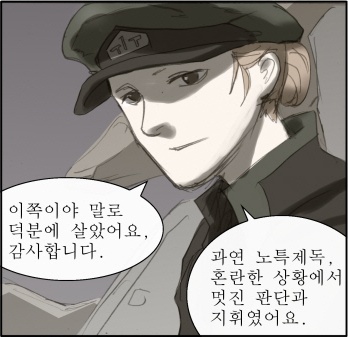 이쪽이야 말로
덕분에 살았어요,
감사합니다.
과연 노특제독,
혼란한 상황에서
멋진 판단과
지휘였어요.